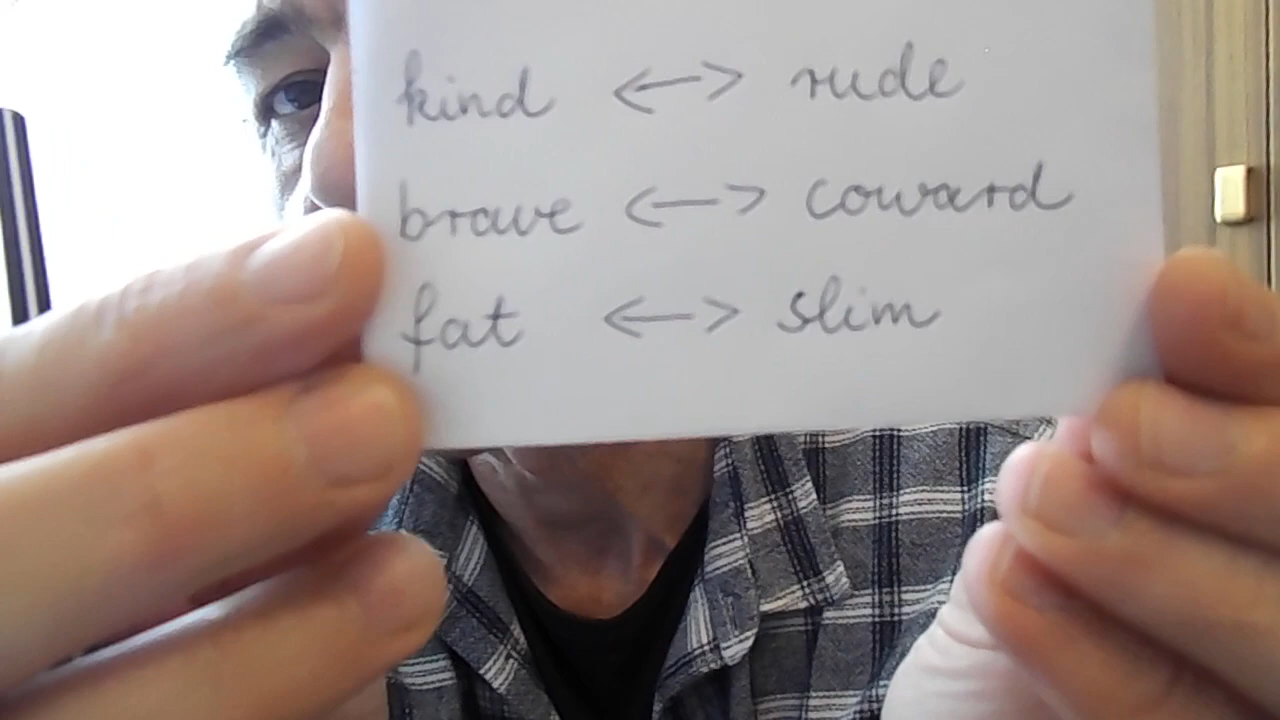 kind <-> rude
brave <-> coward
fat <-> slim